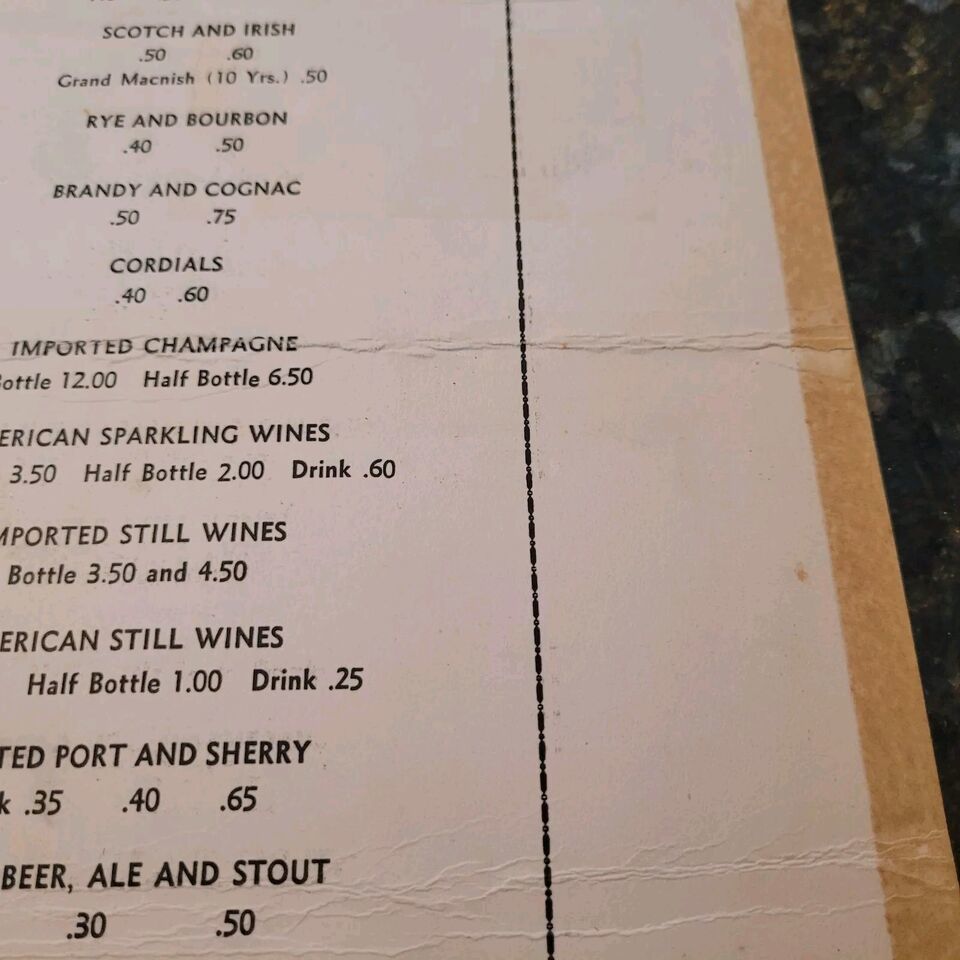 SCOTCH AND IRISH
.50 .60
Grand Macnish (10 Yrs.) .50
RYE AND BOURBON
.40 .50
BRANDY AND COGNAC
.50 .75
CORDIALS
.40 .60
IMPORTED CHAMPAGNE
Bottle 12.00 Half Bottle 6.50
ERICAN SPARKLING WINES
3.50 Half Bottle 2.00 Drink .60
MPORTED STILL WINES
Bottle 3.50 and 4.50
ERICAN STILL WINES
Half Bottle 1.00 Drink .25
TED PORT AND SHERRY
k .35 .40 .65
BEER, ALE AND STOUT
.30 .50